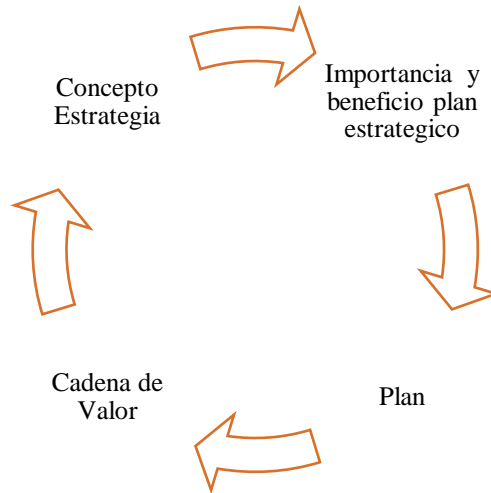 Concepto
Estrategia
Importancia y
beneficio plan
estrategico
Plan
Cadena de
Valor